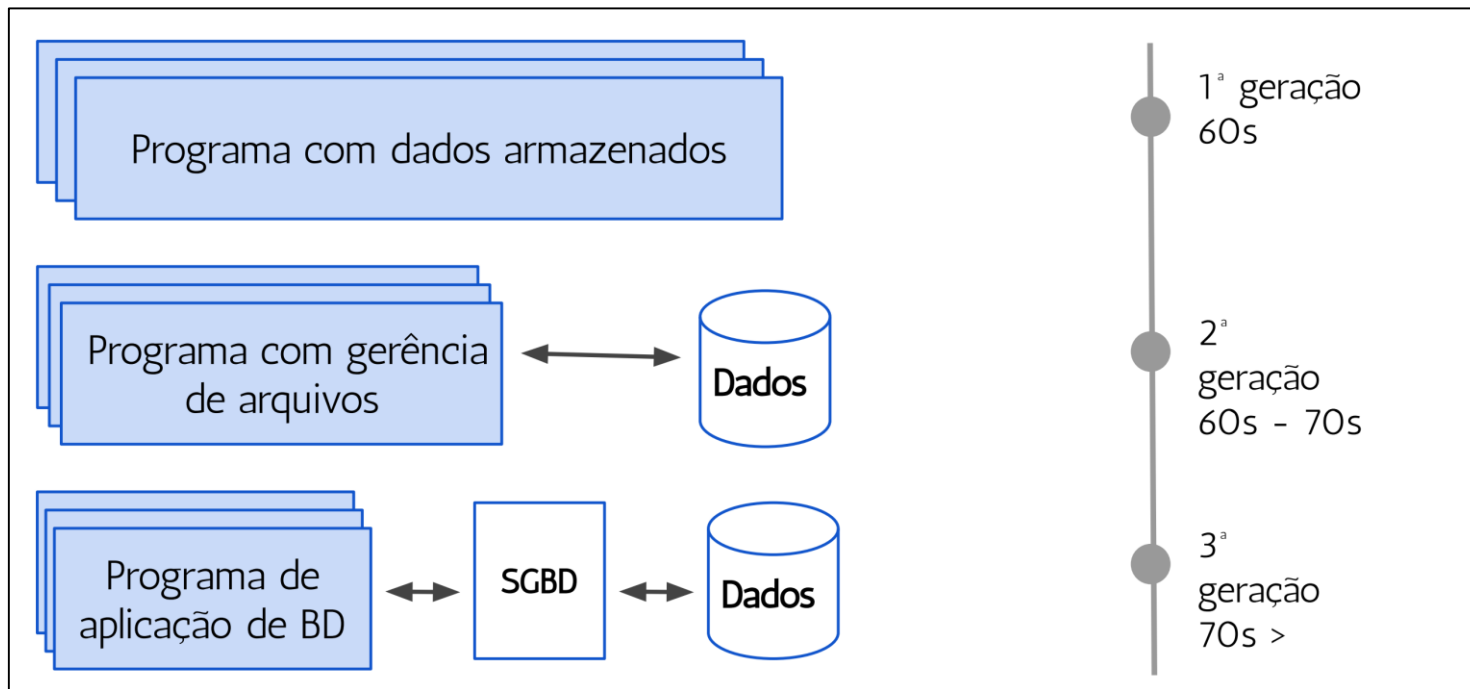 Programa com dados armazenados
1ª geração
60s
Programa com gerência
de arquivos
Dados
2ª
geração
60s - 70s
Programa de
aplicação de BD
SGBD
Dados
3ª
geração
70s >